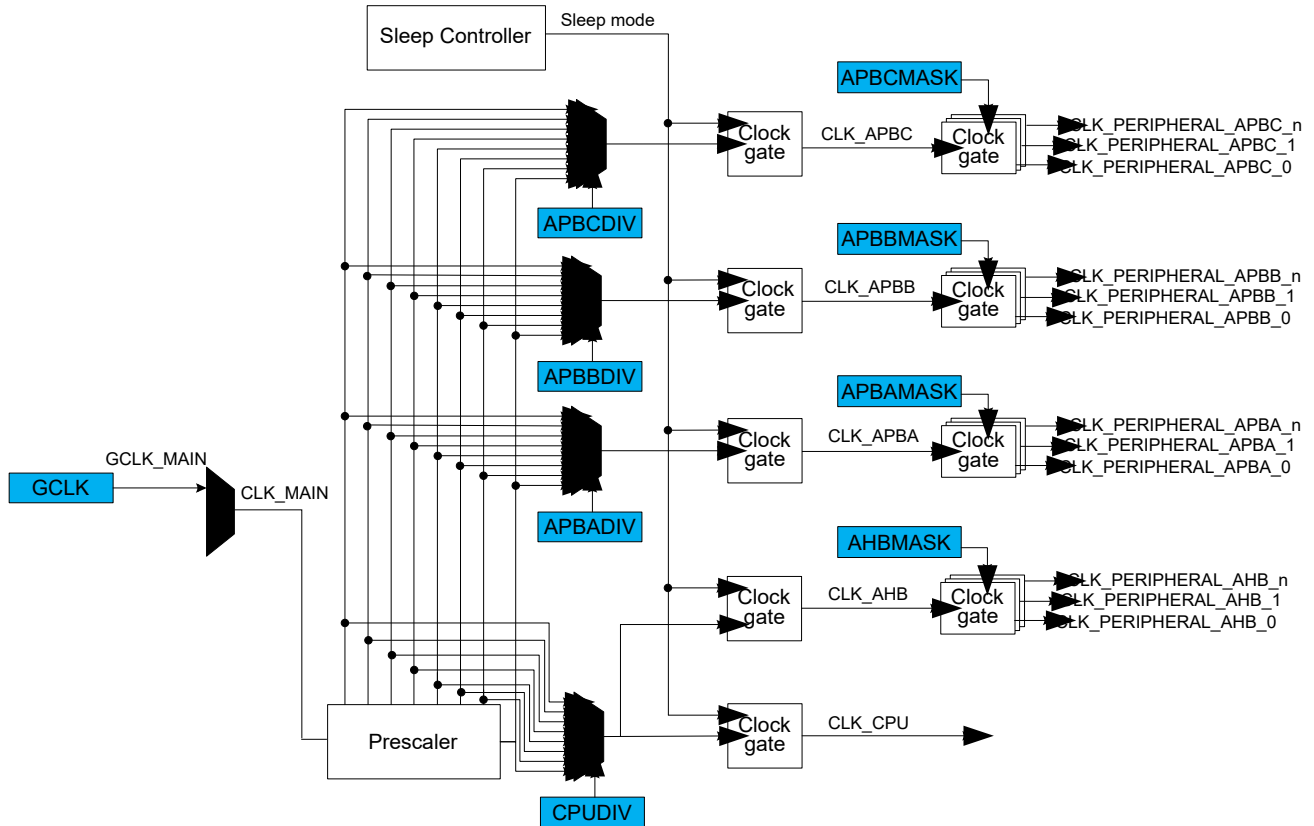 Sleep mode
Sleep Controller
APBCMASK
Clock
gate
CLK_APBC
Clock
gate
CLK_PERIPHERAL_APBC_n
CLK_PERIPHERAL_APBC_1
CLK_PERIPHERAL_APBC_0
APBCDIV
APBBMASK
Clock
gate
CLK_APBB
Clock
gate
CLK_PERIPHERAL_APBB_n
CLK_PERIPHERAL_APBB_1
CLK_PERIPHERAL_APBB_0
APBBDIV
APBAMASK
Clock
gate
CLK_APBA
Clock
gate
CLK_PERIPHERAL_APBA_n
CLK_PERIPHERAL_APBA_1
CLK_PERIPHERAL_APBA_0
GCLK_MAIN
GCLK
CLK_MAIN
APBADIV
AHBMASK
Clock
gate
CLK_AHB
Clock
gate
CLK_PERIPHERAL_AHB_n
CLK_PERIPHERAL_AHB_1
CLK_PERIPHERAL_AHB_0
Prescaler
Clock
gate
CLK_CPU
CPUDIV